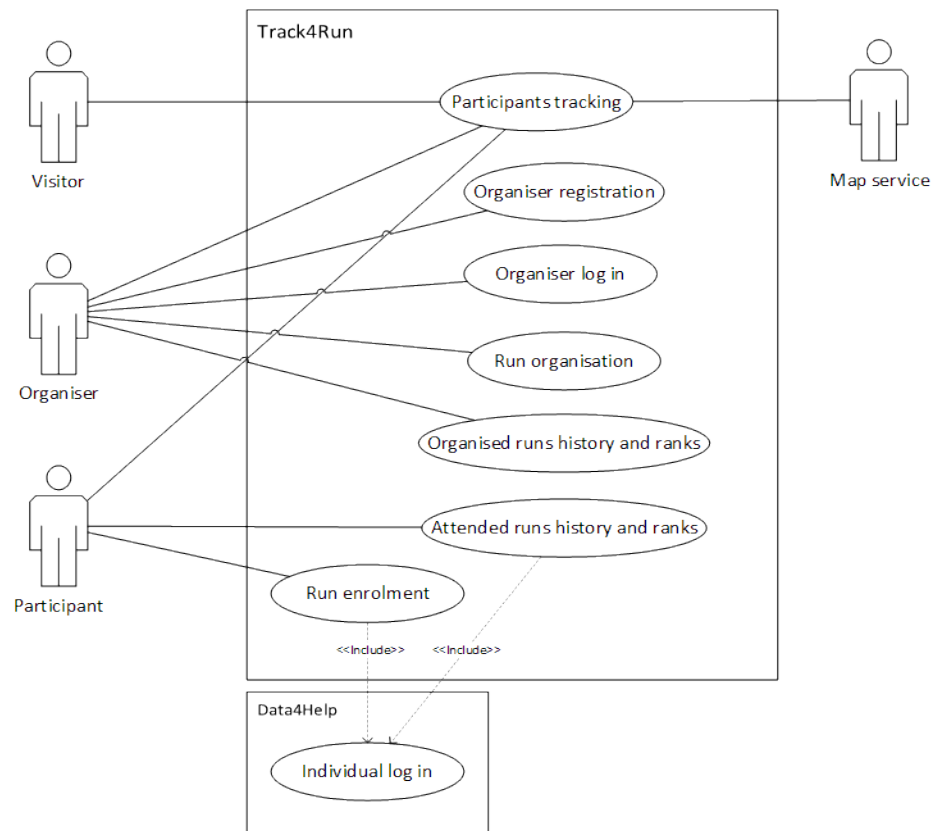 Track4Run
Participants tracking
Visitor
Map service
Organiser registration
Organiser log in
Organiser
Run organisation
Organised runs history and ranks
Attended runs history and ranks
Run enrolment
Participant
<<Include>>
<<Include>>
Data4Help
Individual log in